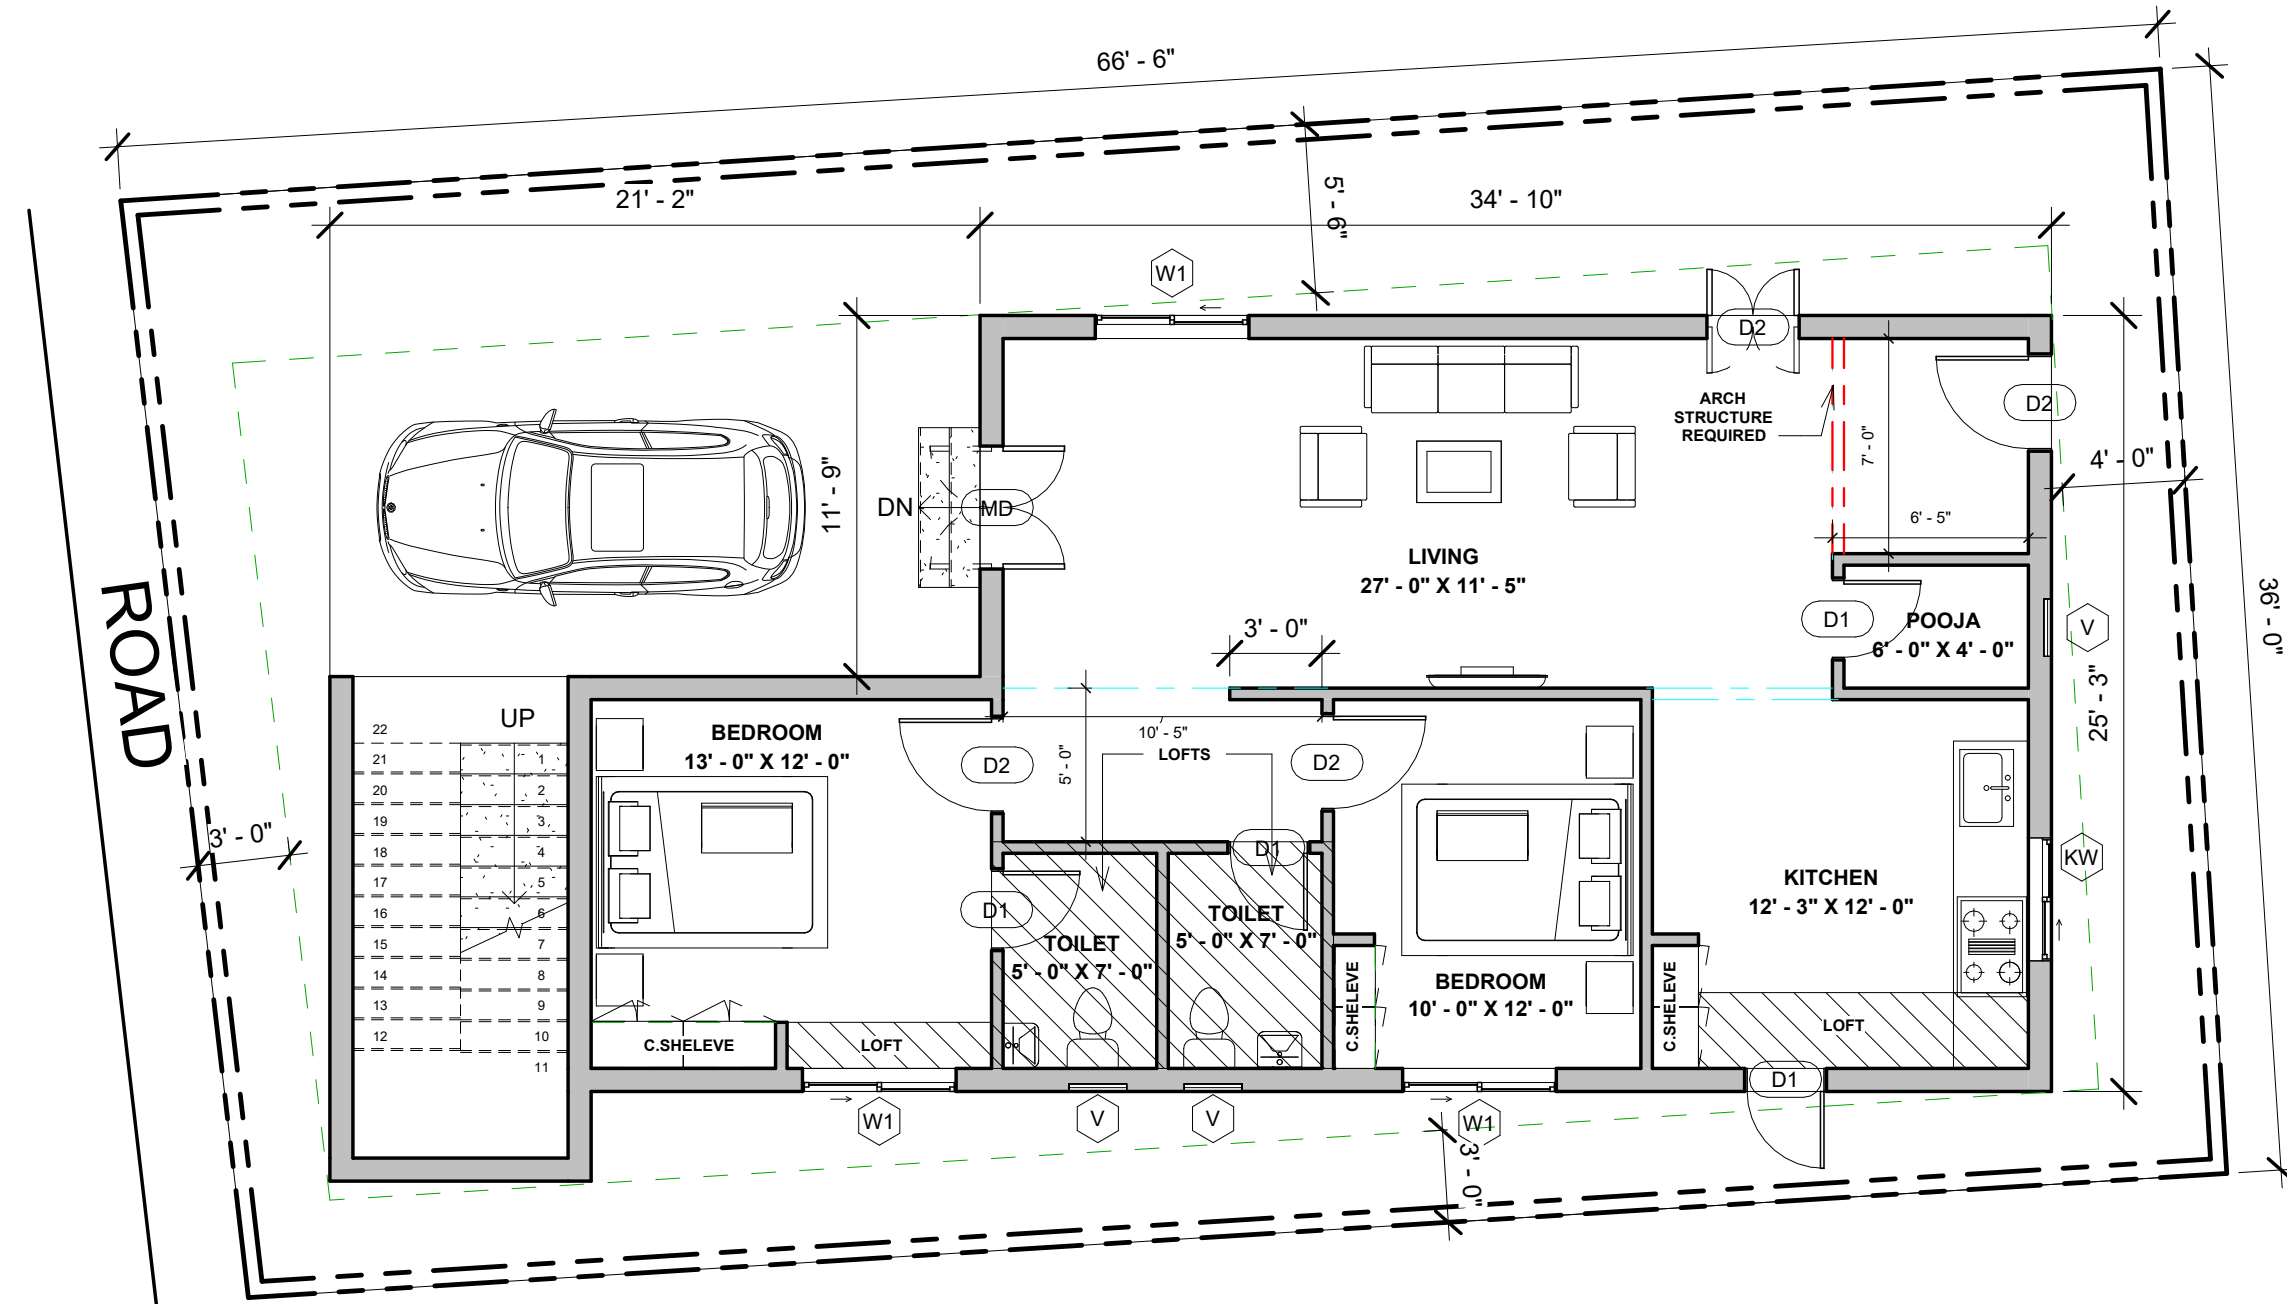 66' - 6"
21' - 2"
5' - 6"
34' - 10"
W1
D2
ARCH
STRUCTURE
REQUIRED
D2
7' - 0"
4' - 0"
11' - 9"
DN
MD
6' - 5"
LIVING
27' - 0" X 11' - 5"
ROAD
3' - 0"
D1
POOJA
6' - 0" X 4' - 0"
V
36' - 0"
25' - 3"
UP
BEDROOM
13' - 0" X 12' - 0"
10' - 5"
LOFTS
5' - 0"
D2
D2
22
21
20
19
18
17
16
15
14
13
12
1
2
3
4
5
6
7
8
9
10
11
3' - 0"
D1
D1
TOILET
5' - 0" X 7' - 0"
TOILET
5' - 0" X 7' - 0"
KITCHEN
12' - 3" X 12' - 0"
KW
BEDROOM
10' - 0" X 12' - 0"
C.SHELEVE
C.SHELEVE
C.SHELEVE
LOFT
LOFT
D1
W1
V
V
W1
3' - 0"